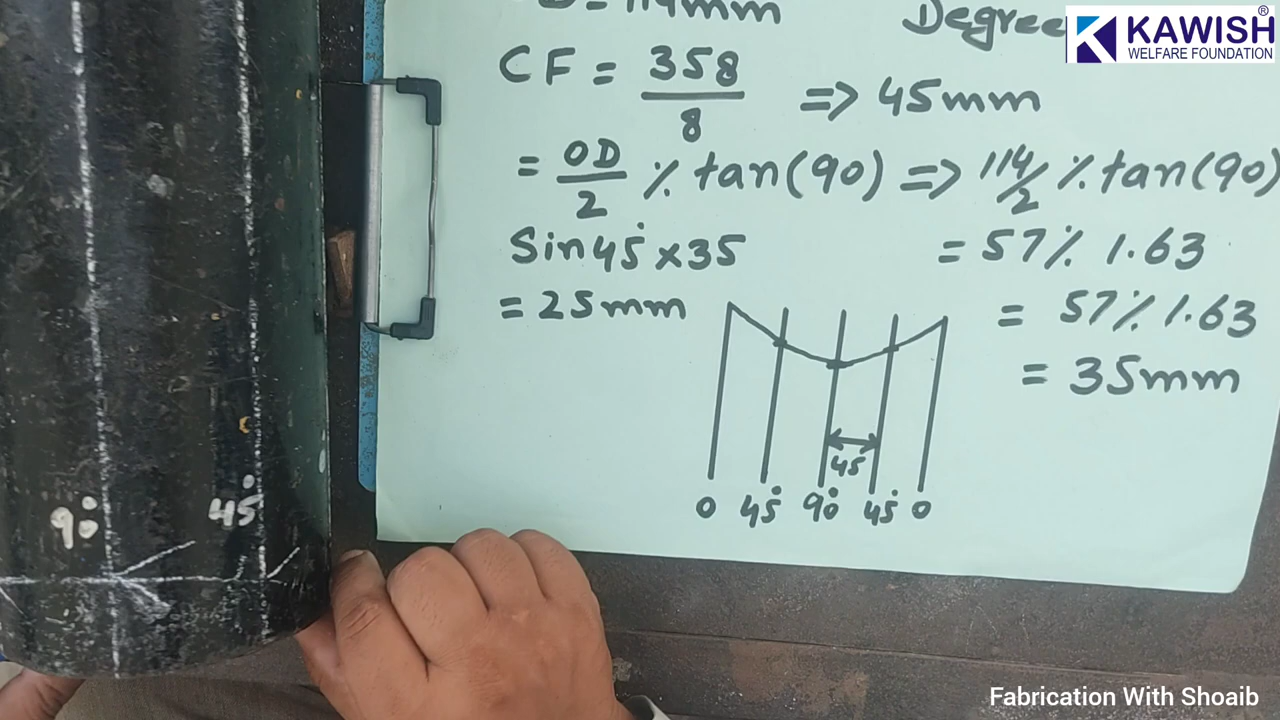 = 114mm
Degree
KAWISH®
WELFARE FOUNDATION
CF = 358/8 => 45mm
= OD/2 % tan(90) => 114/2 % tan(90)
Sin45° x 35
= 57 % 1.63
= 25mm
= 57 % 1.63
= 35mm
45
0 45° 90° 45° 0
90°
45°
Fabrication With Shoaib